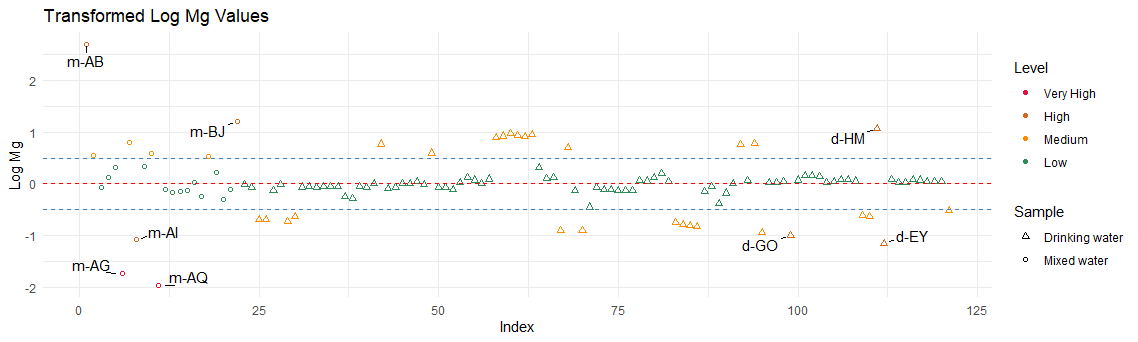 Transformed Log Mg Values
Log Mg
2
1
0
-1
-2
m-AB
m-BJ
d-HM
m-AI
m-AG
m-AQ
d-GO
d-EY
0 25 50 75 100 125
Index
Level
Very High
High
Medium
Low
Sample
Drinking water
Mixed water